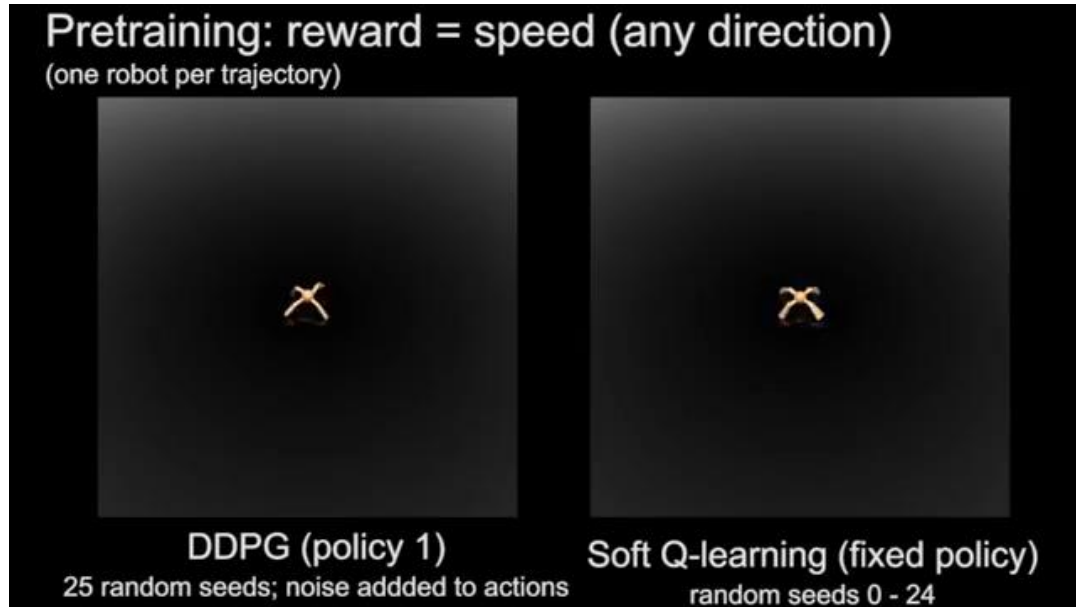 Pretraining: reward = speed (any direction)
(one robot per trajectory)
DDPG (policy 1)
25 random seeds; noise addded to actions
Soft Q-learning (fixed policy)
random seeds 0 - 24